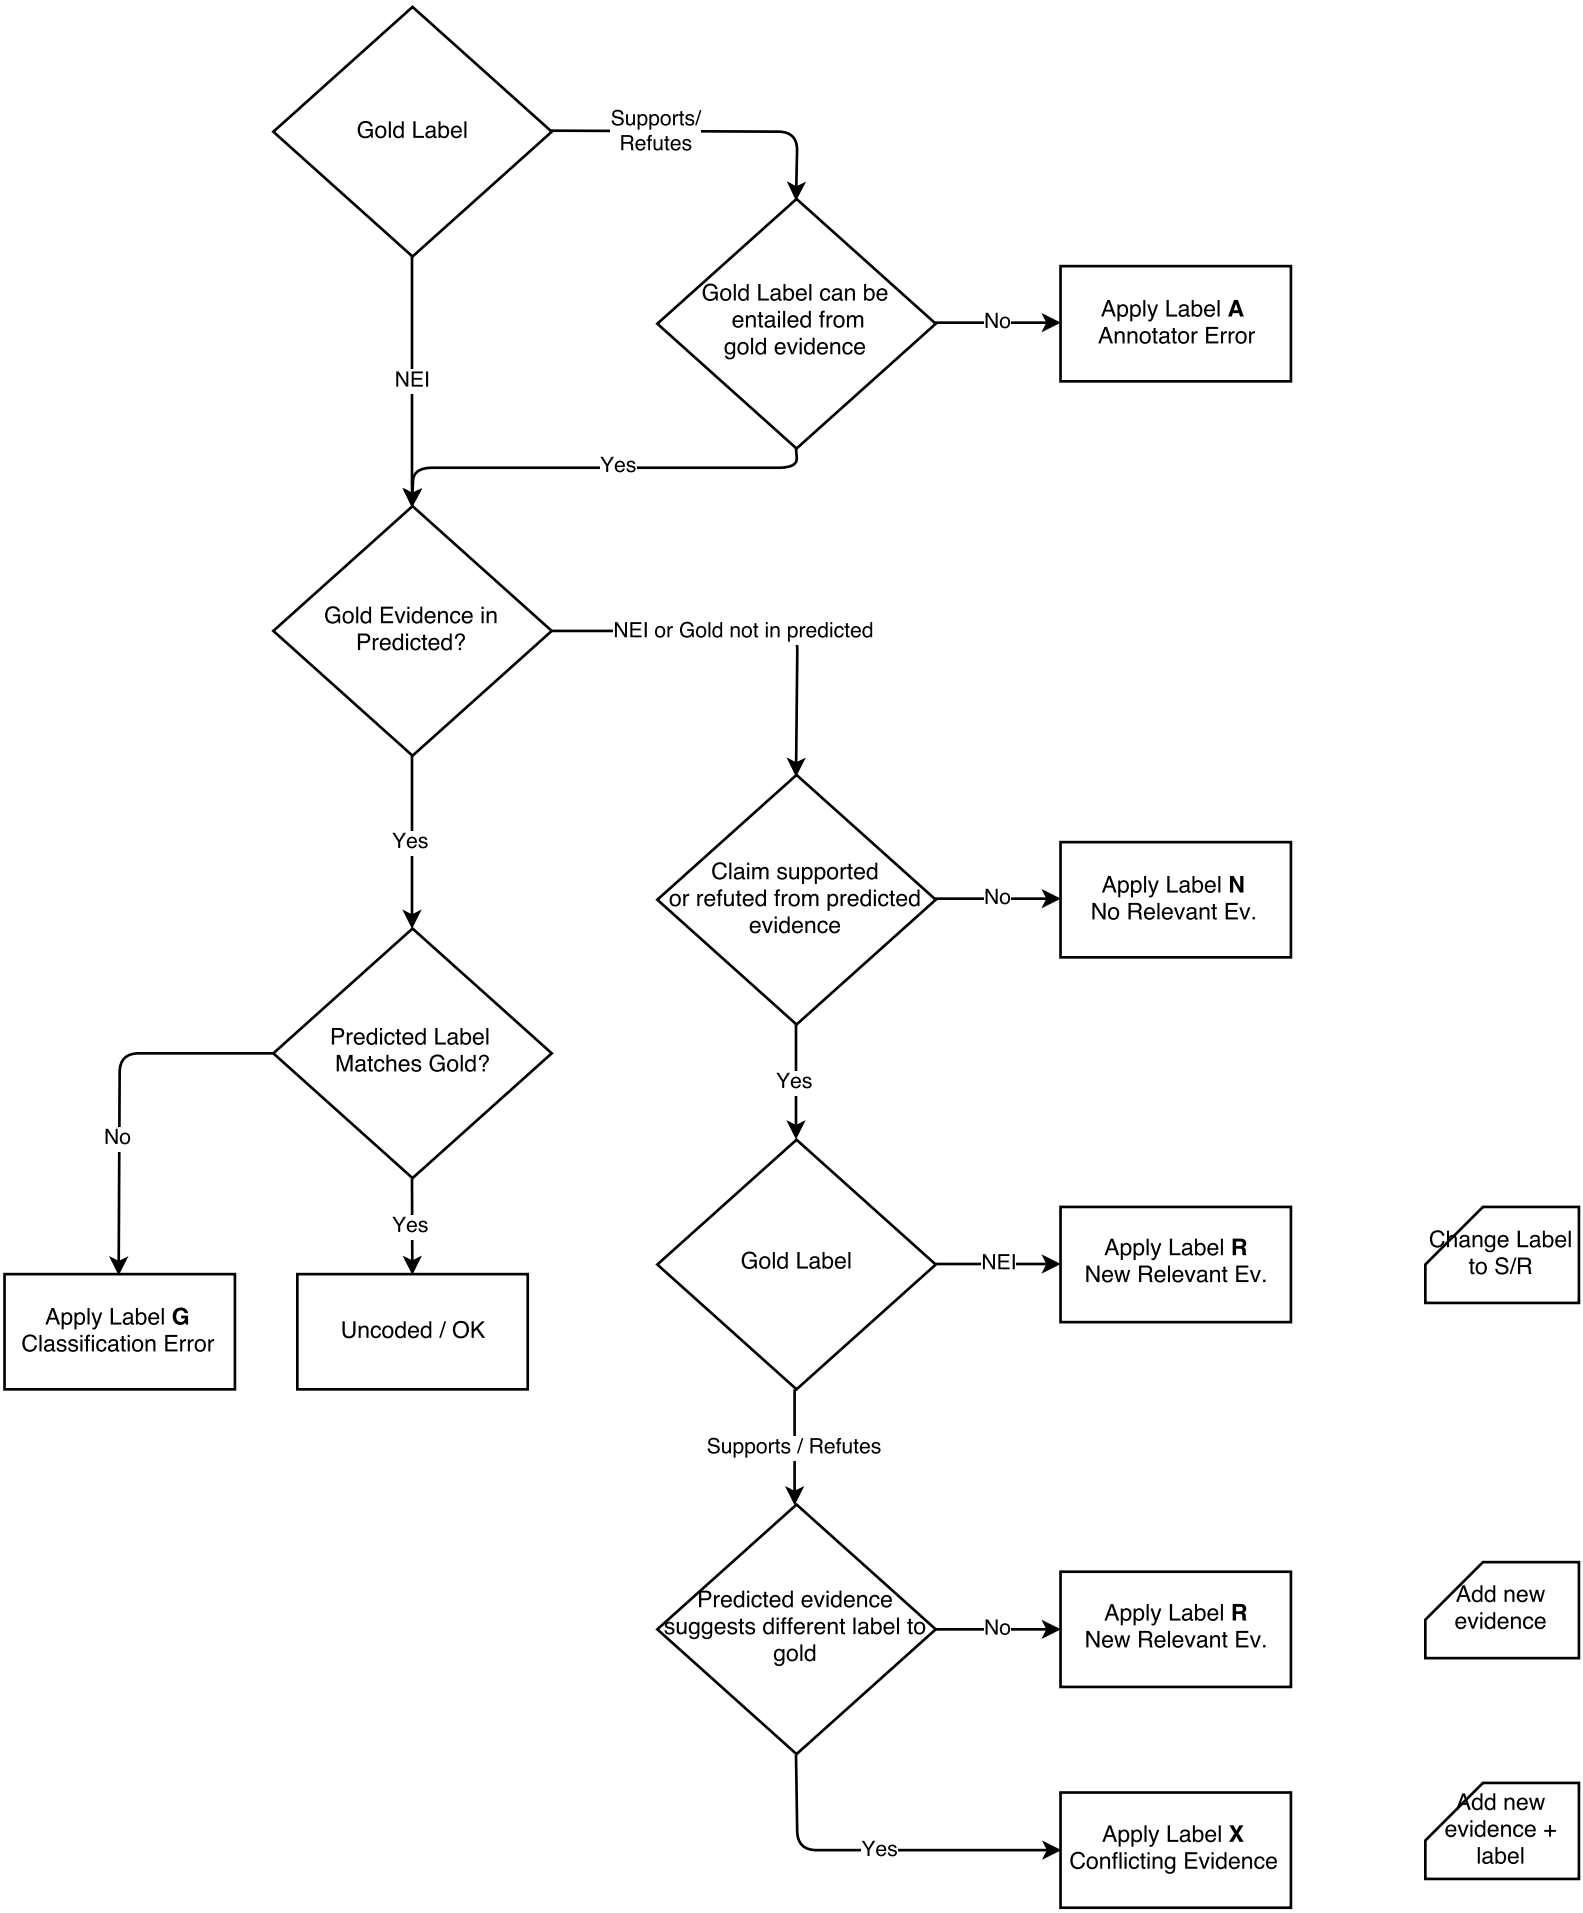 Gold Label
Supports/
Refutes
Gold Label can be
entailed from
gold evidence
No
Apply Label A
Annotator Error
NEI
Yes
Gold Evidence in
Predicted?
NEI or Gold not in predicted
Yes
Claim supported
or refuted from predicted
evidence
No
Apply Label N
No Relevant Ev.
Predicted Label
Matches Gold?
Yes
No
Yes
Gold Label
NEI
Apply Label R
New Relevant Ev.
Change Label
to S/R
Apply Label G
Classification Error
Uncoded / OK
Supports / Refutes
Predicted evidence
suggests different label to
gold
No
Apply Label R
New Relevant Ev.
Add new
evidence
Yes
Apply Label X
Conflicting Evidence
Add new
evidence +
label